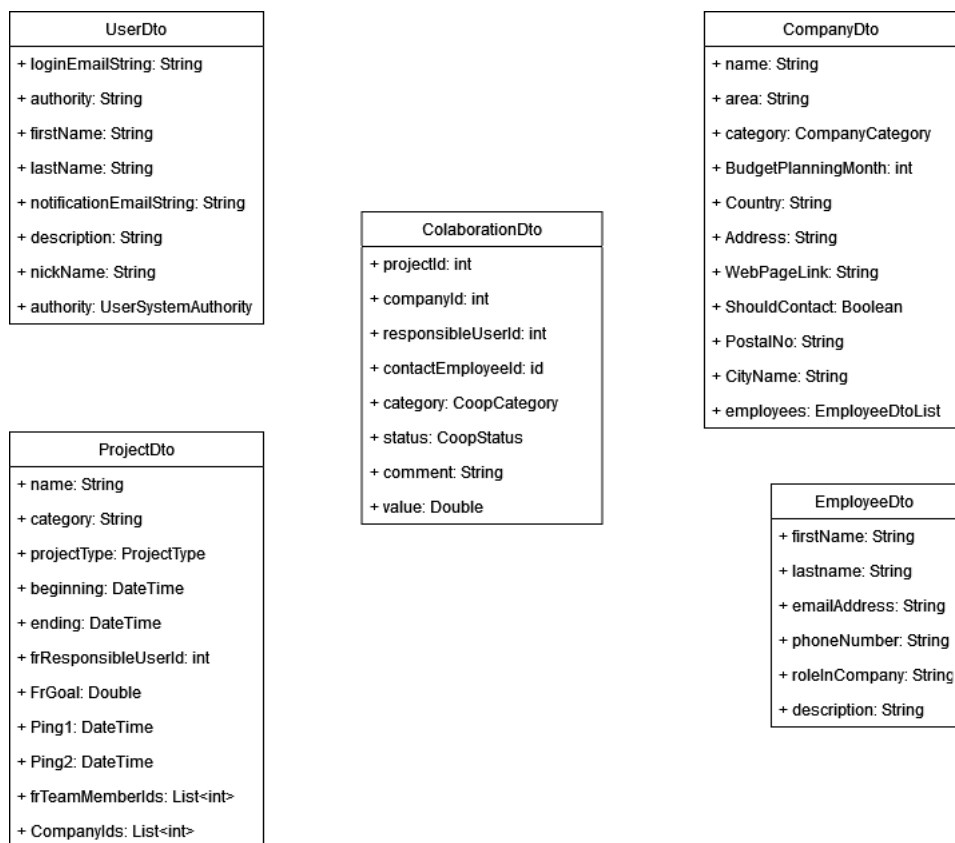 UserDto
+ loginEmailString: String
+ authority: String
+ firstName: String
+ lastName: String
+ notificationEmailString: String
+ description: String
+ nickName: String
+ authority: UserSystemAuthority
ProjectDto
+ name: String
+ category: String
+ projectType: ProjectType
+ beginning: DateTime
+ ending: DateTime
+ frResponsibleUserId: int
+ FrGoal: Double
+ Ping1: DateTime
+ Ping2: DateTime
+ frTeamMemberIds: List<int>
+ CompanyIds: List<int>
ColaborationDto
+ projectId: int
+ companyId: int
+ responsibleUserId: int
+ contactEmployeeId: id
+ category: CoopCategory
+ status: CoopStatus
+ comment: String
+ value: Double
CompanyDto
+ name: String
+ area: String
+ category: CompanyCategory
+ BudgetPlanningMonth: int
+ Country: String
+ Address: String
+ WebPageLink: String
+ ShouldContact: Boolean
+ PostalNo: String
+ CityName: String
+ employees: EmployeeDtoList
EmployeeDto
+ firstName: String
+ lastname: String
+ emailAddress: String
+ phoneNumber: String
+ roleInCompany: String
+ description: String